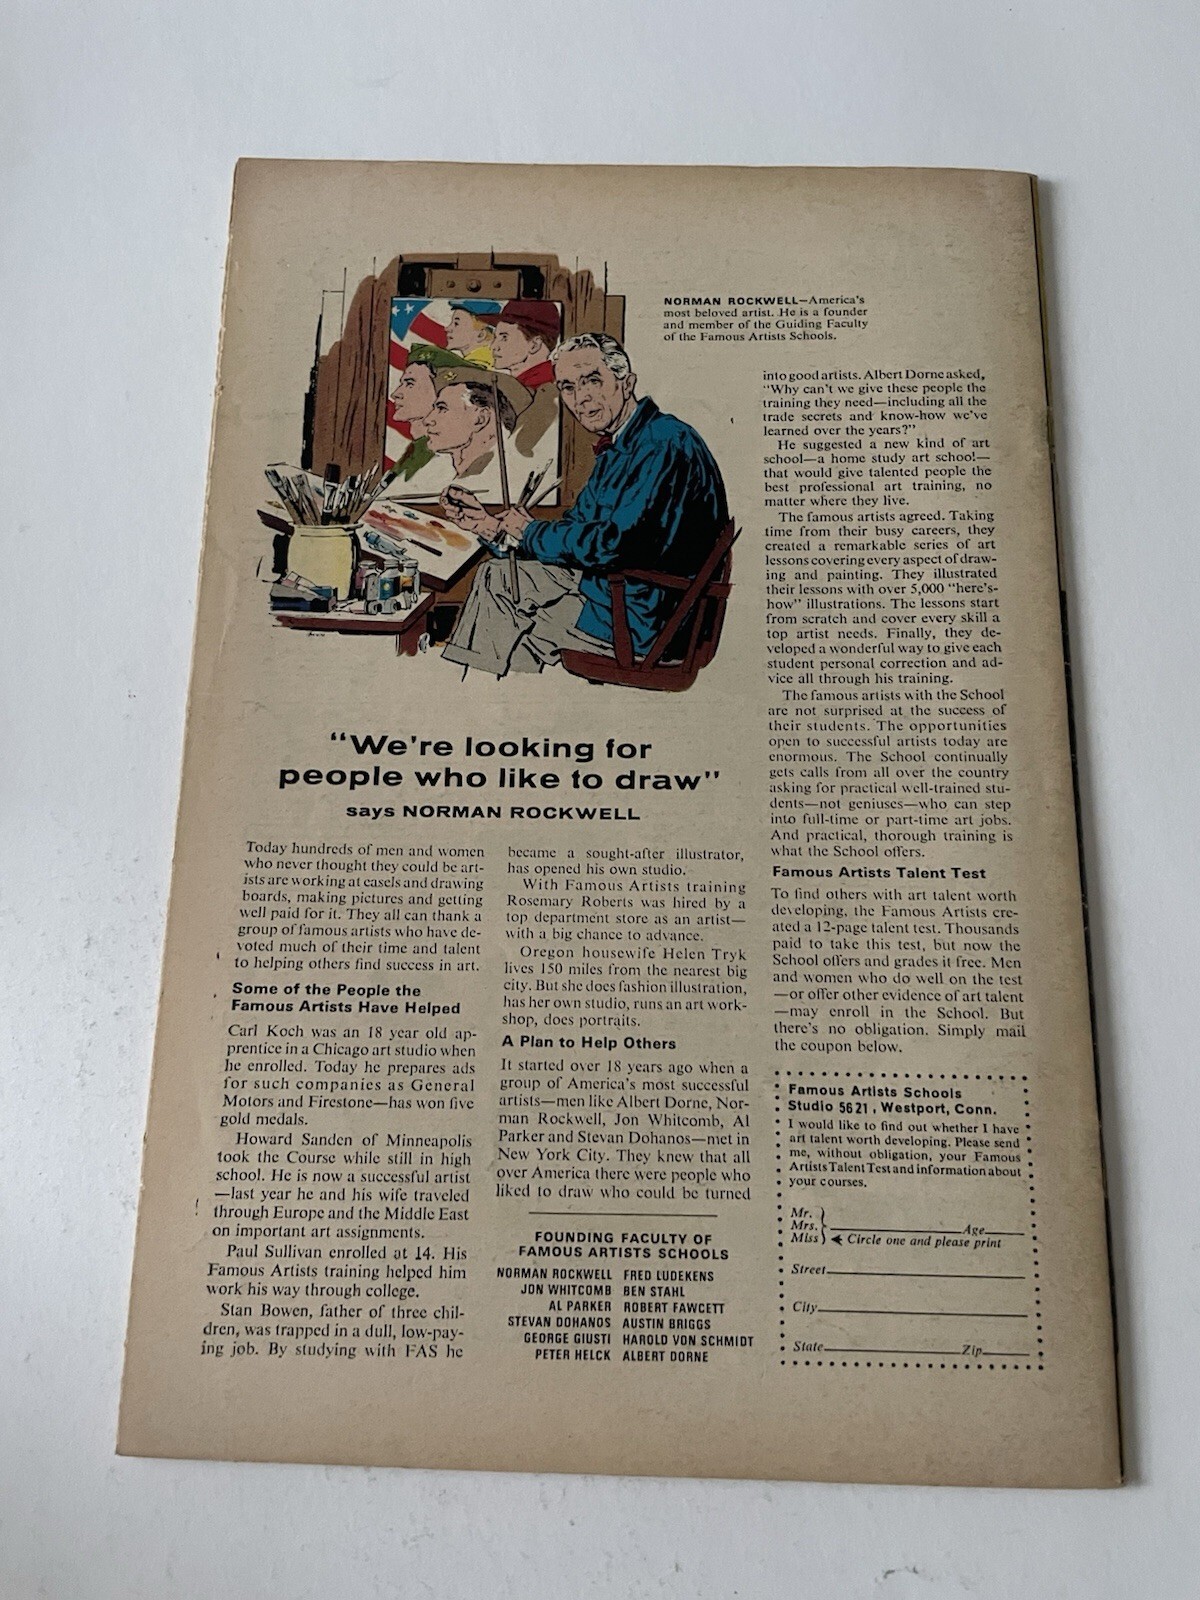 NORMAN ROCKWELL—America's
most beloved artist. He is a founder
and member of the Guiding Faculty
of the Famous Artists Schools.
"We're looking for
people who like to draw"
says NORMAN ROCKWELL
Today hundreds of men and women
who never thought they could be art-
ists are working at easels and drawing
boards, making pictures and getting
well paid for it. They all can thank a
group of famous artists who have de-
voted much of their time and talent
to helping others find success in art.
Some of the People the
Famous Artists Have Helped
Carl Koch was an 18 year old ap-
prentice in a Chicago art studio when
he enrolled. Today he prepares ads
for such companies as General
Motors and Firestone—has won five
gold medals.
Howard Sanden of Minneapolis
took the Course while still in high
school. He is now a successful artist
—last year he and his wife traveled
through Europe and the Middle East
on important art assignments.
Paul Sullivan enrolled at 14. His
Famous Artists training helped him
work his way through college.
Stan Bowen, father of three chil-
dren, was trapped in a dull, low-pay-
ing job. By studying with FAS he
became a sought-after illustrator,
has opened his own studio.
With Famous Artists training
Rosemary Roberts was hired by a
top department store as an artist—
with a big chance to advance.
Oregon housewife Helen Tryk
lives 150 miles from the nearest big
city. But she does fashion illustration,
has her own studio, runs an art work-
shop, does portraits.
A Plan to Help Others
It started over 18 years ago when a
group of America's most successful
artists—men like Albert Dorne, Nor-
man Rockwell, Jon Whitcomb, Al
Parker and Stevan Dohanos—met in
New York City. They knew that all
over America there were people who
liked to draw who could be turned
FOUNDING FACULTY OF
FAMOUS ARTISTS SCHOOLS
NORMAN ROCKWELL FRED LUDEKENS
JON WHITCOMB BEN STAHL
AL PARKER ROBERT FAWCETT
STEVAN DOHANOS AUSTIN BRIGGS
GEORGE GIUSTI HAROLD VON SCHMIDT
PETER HELCK ALBERT DORNE
into good artists. Albert Dorne asked,
"Why can't we give these people the
training they need—including all the
trade secrets and know-how we've
learned over the years?"
He suggested a new kind of art
school—a home study art school—
that would give talented people the
best professional art training, no
matter where they live.
The famous artists agreed. Taking
time from their busy careers, they
created a remarkable series of art
lessons covering every aspect of draw-
ing and painting. They illustrated
their lessons with over 5,000 "here's-
how" illustrations. The lessons start
from scratch and cover every skill a
top artist needs. Finally, they de-
veloped a wonderful way to give each
student personal correction and ad-
vice all through his training.
The famous artists with the School
are not surprised at the success of
their students. The opportunities
open to successful artists today are
enormous. The School continually
gets calls from all over the country
asking for practical well-trained stu-
dents—not geniuses—who can step
into full-time or part-time art jobs.
And practical, thorough training is
what the School offers.
Famous Artists Talent Test
To find others with art talent worth
developing, the Famous Artists cre-
ated a 12-page talent test. Thousands
paid to take this test, but now the
School offers and grades it free. Men
and women who do well on the test
—or offer other evidence of art talent
—may enroll in the School. But
there's no obligation. Simply mail
the coupon below.
Famous Artists Schools
Studio 5621, Westport, Conn.
I would like to find out whether I have
art talent worth developing. Please send
me, without obligation, your Famous
Artists Talent Test and information about
your courses.
Mr.
Mrs. Age
Miss Circle one and please print
Street
City
State Zip